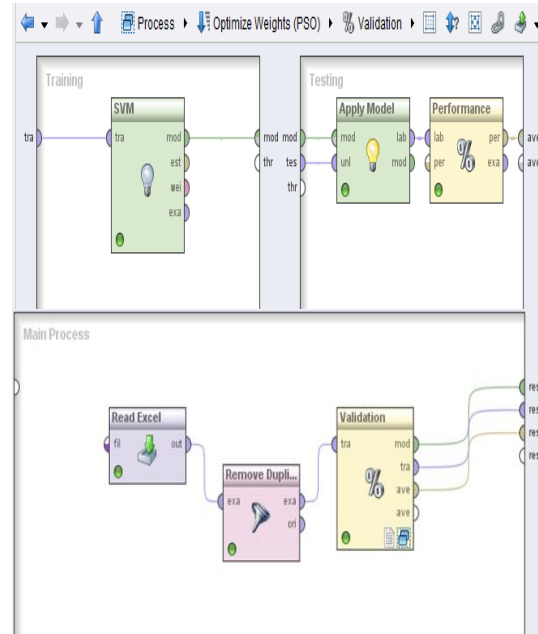 Process Optimize Weights (PSO) Validation
Training
Testing
SVM
Apply Model
Performance
tra
tra
mod
est
wei
exa
mod
thr
mod
tes
thr
mod
unl
lab
mod
lab
per
per
exa
ave
ave
Main Process
Read Excel
fil
out
Remove Dupli...
exa
exa
ori
Validation
tra
mod
tra
ave
ave
res
res
res
res